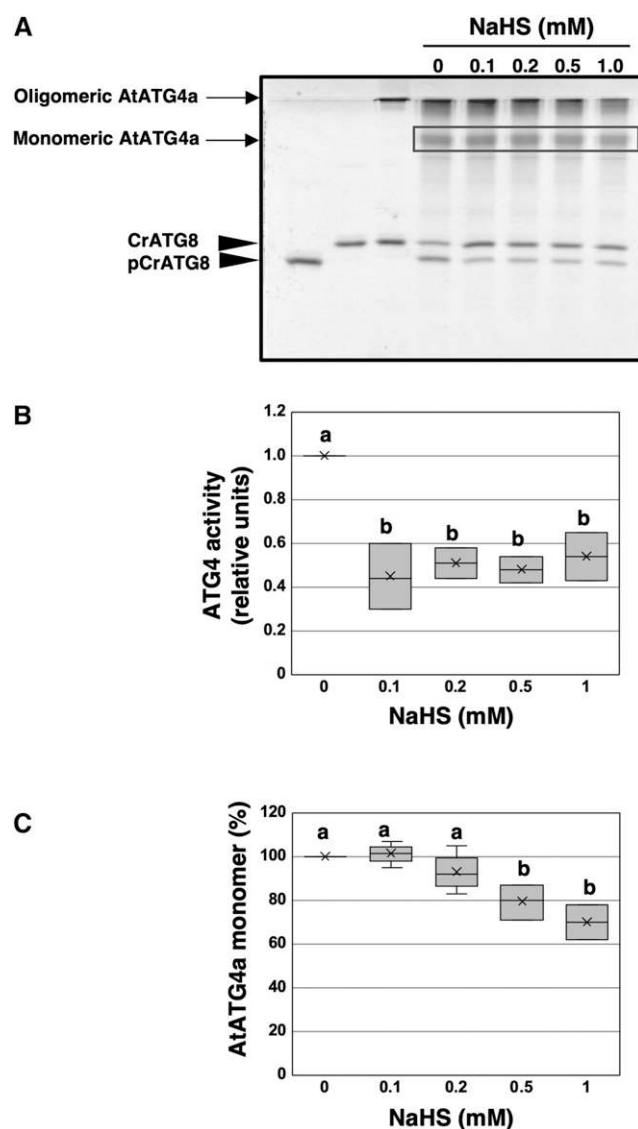 A
NaHS (mM)
0 0.1 0.2 0.5 1.0
Oligomeric AtATG4a
Monomeric AtATG4a
CrATG8
pCrATG8
B
ATG4 activity
(relative units)
1.2
1.0
0.8
0.6
0.4
0.2
0
a
b
b
b
b
0 0.1 0.2 0.5 1
NaHS (mM)
C
AtATG4a monomer (%)
120
100
80
60
40
20
0
a
a
a
b
b
0 0.1 0.2 0.5 1
NaHS (mM)